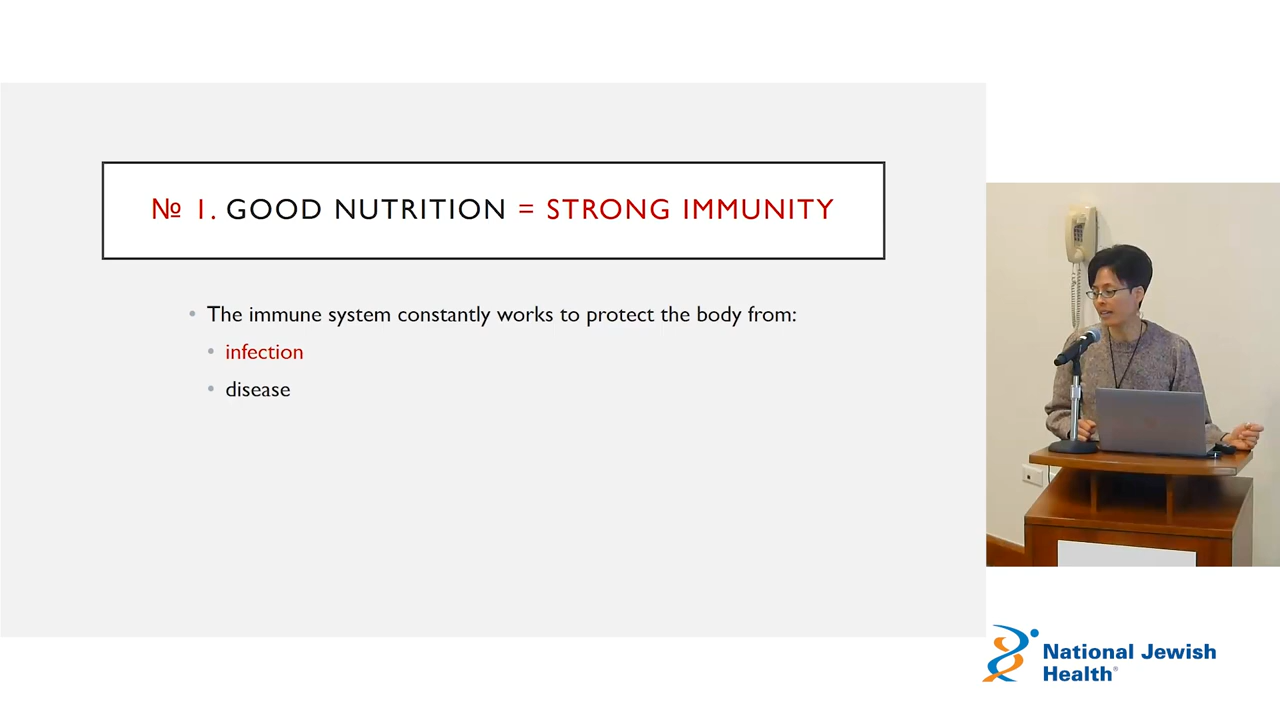 № 1. GOOD NUTRITION = STRONG IMMUNITY
• The immune system constantly works to protect the body from:
• infection
• disease
National Jewish
Health®